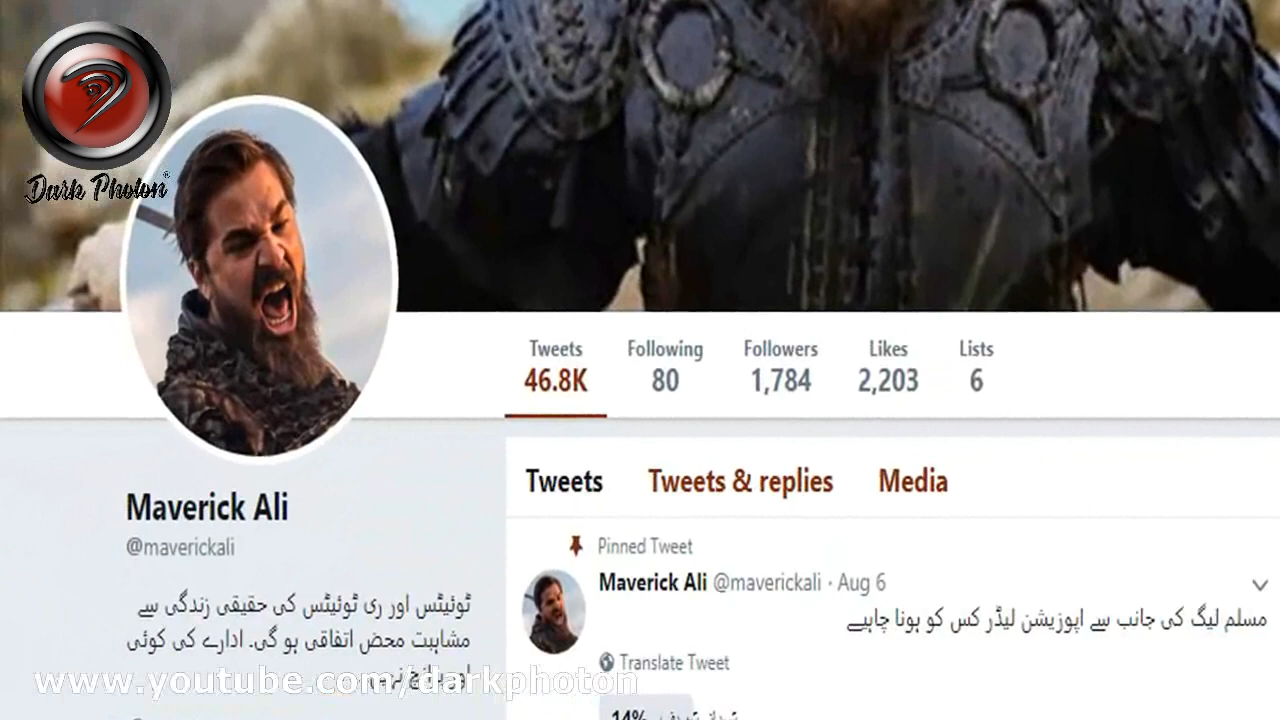 Dark Photon®
Tweets Following Followers Likes Lists
46.8K 80 1,784 2,203 6
Maverick Ali
@maverickali
ٹوئیٹس اور ری ٹوئیٹس کی حقیقی زندگی سے
مشابہت محض اتفاقی ہو گی۔ ادارے کی کوئی
اور
www.youtube.com/darkphoton
Tweets Tweets & replies Media
Pinned Tweet
Maverick Ali @maverickali · Aug 6
مسلم لیگ کی جانب سے اپوزیشن لیڈر کس کو ہونا چاہیے
Translate Tweet
14%